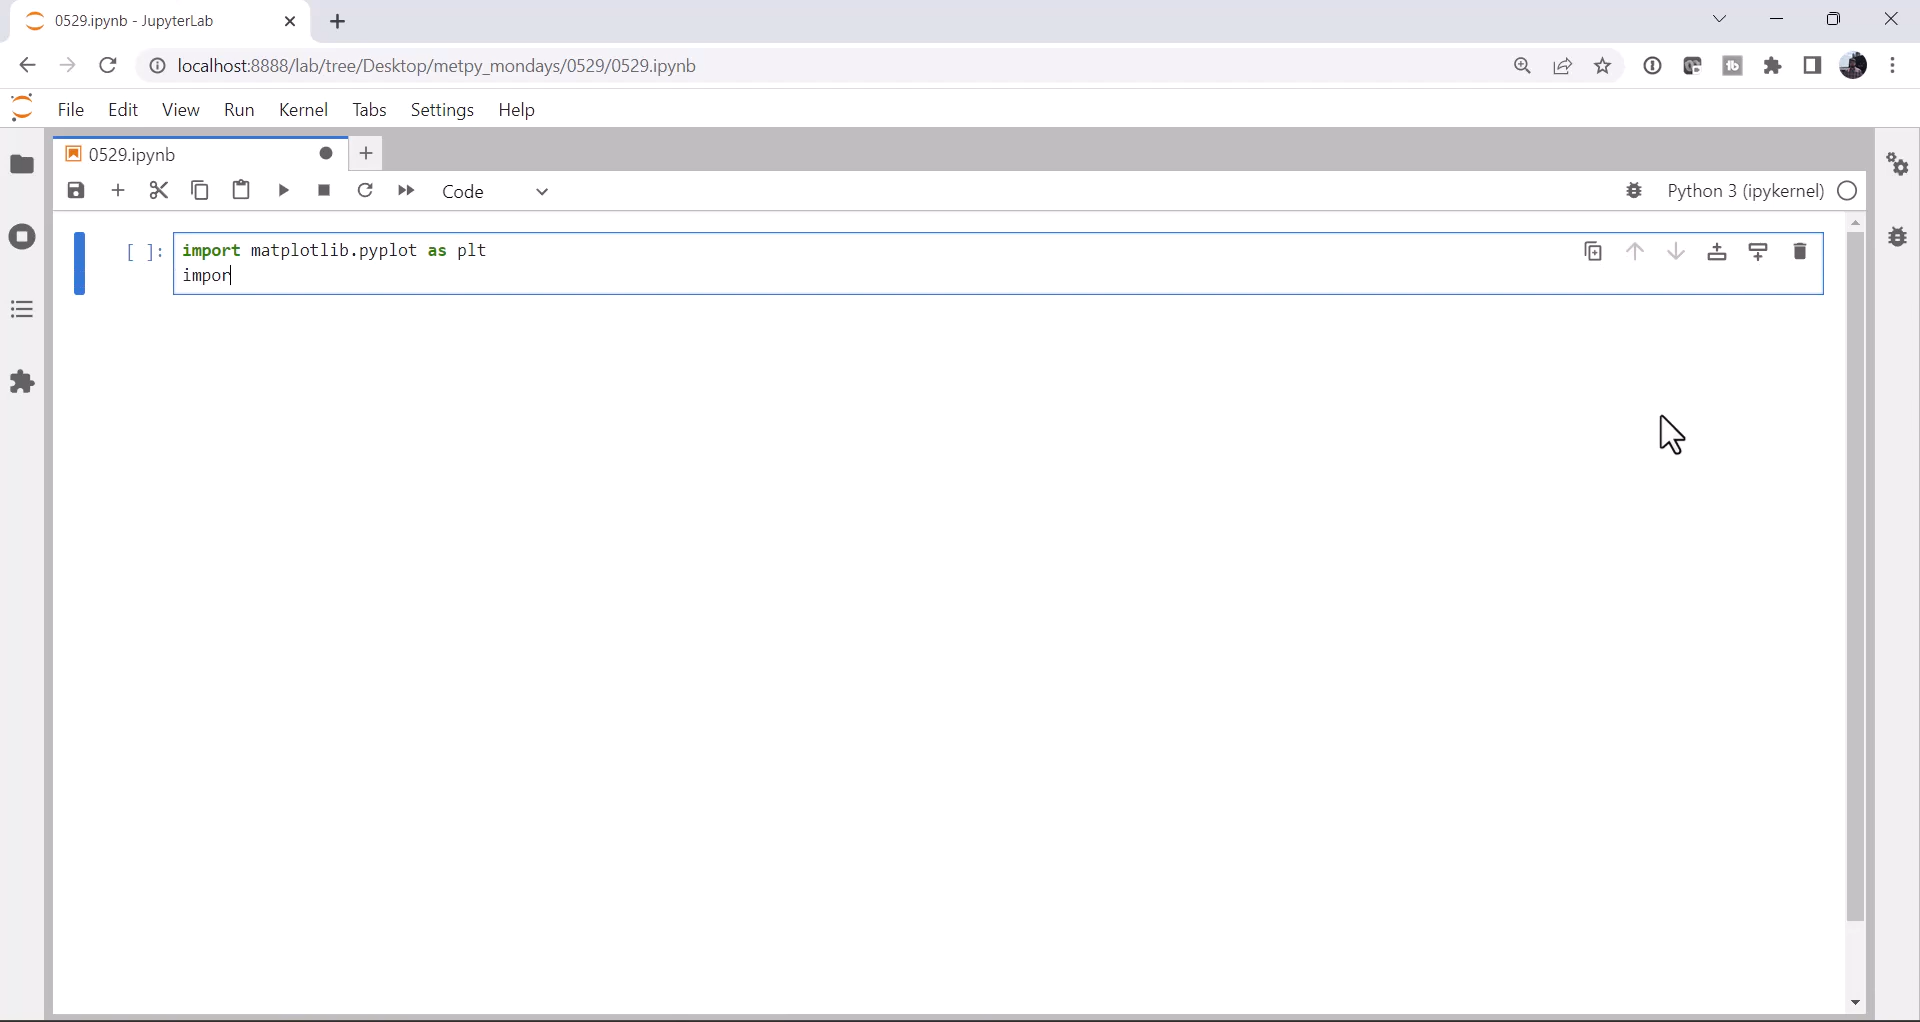 0529.ipynb - JupyterLab
localhost:8888/lab/tree/Desktop/metpy_mondays/0529/0529.ipynb
File Edit View Run Kernel Tabs Settings Help
0529.ipynb
Code
Python 3 (ipykernel)
[ ]: import matplotlib.pyplot as plt
impor